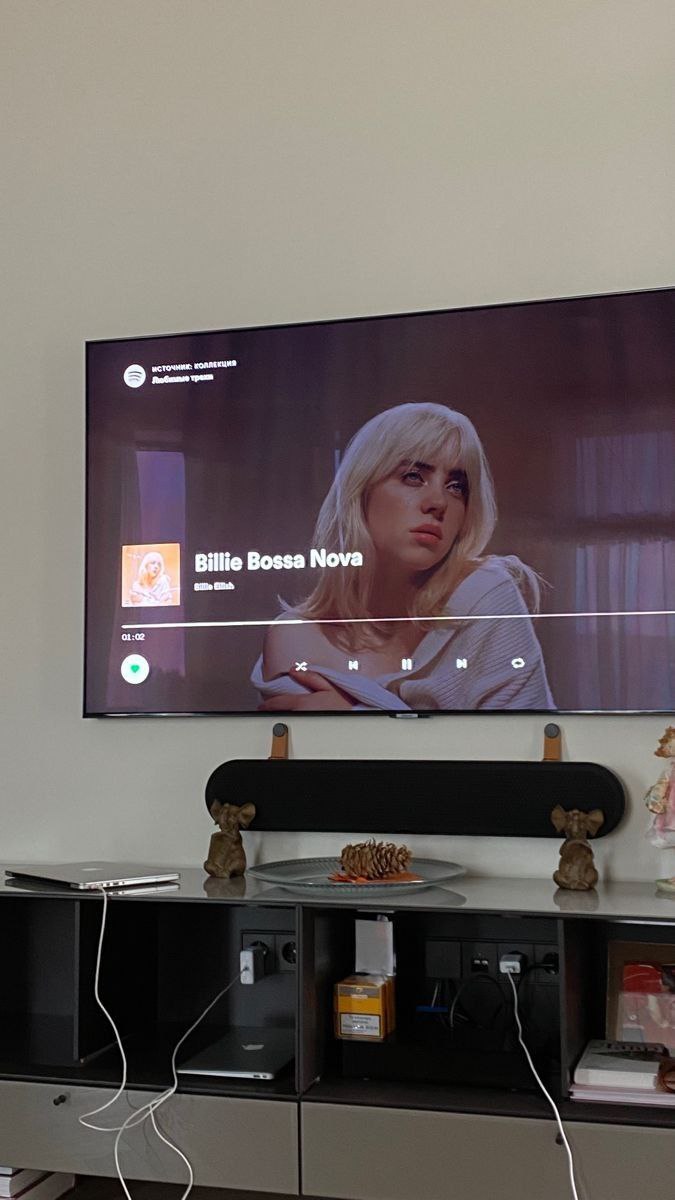 ИСТОЧНИК: КОЛЛЕКЦИЯ
Любимые треки
Billie Bossa Nova
Billie Eilish
01:02